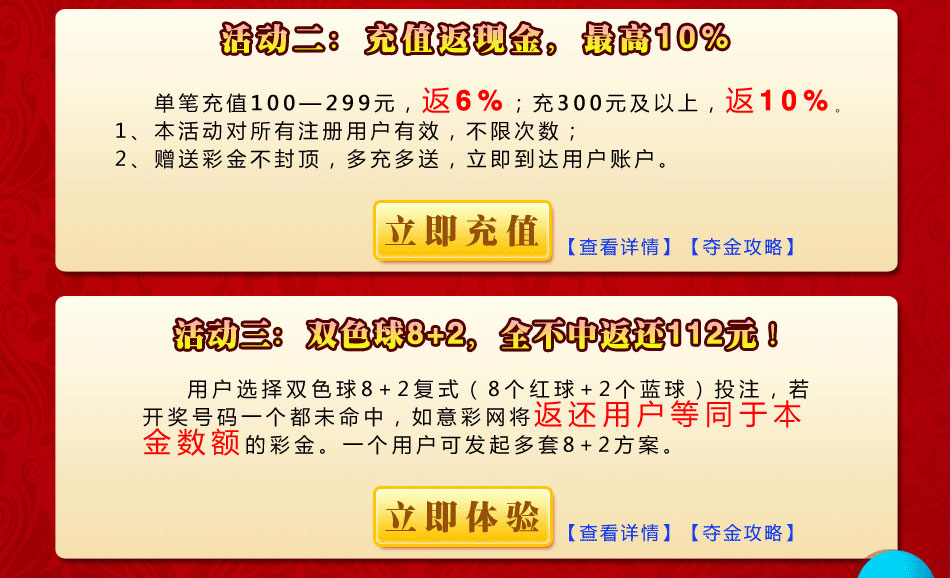 活动二：充值返现金，最高10%
单笔充值100—299元，返6%；充300元及以上，返10%。
1、本活动对所有注册用户有效，不限次数；
2、赠送彩金不封顶，多充多送，立即到达用户账户。
立即充值
【查看详情】【夺金攻略】
活动三：双色球8+2，全不中返还112元！
用户选择双色球8+2复式（8个红球+2个蓝球）投注，若
开奖号码一个都未命中，如意彩网将返还用户等同于本
金数额的彩金。一个用户可发起多套8+2方案。
立即体验
【查看详情】【夺金攻略】